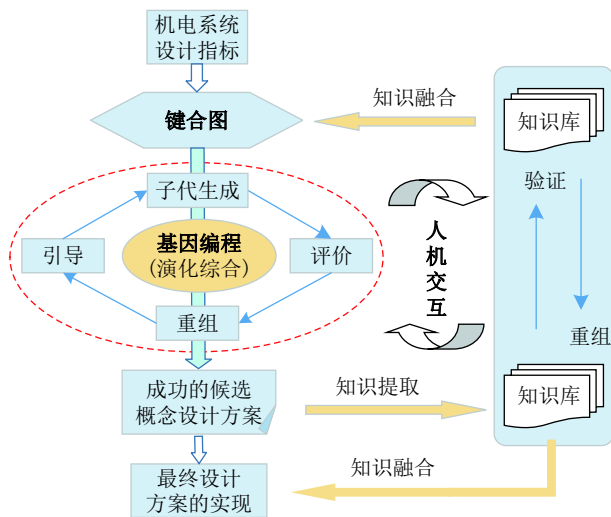 机电系统
设计指标
知识融合
键合图
知识库
子代生成
验证
引导
基因编程
(演化综合)
评价
人
机
交
互
重组
重组
成功的候选
概念设计方案
知识提取
知识库
最终设计
方案的实现
知识融合